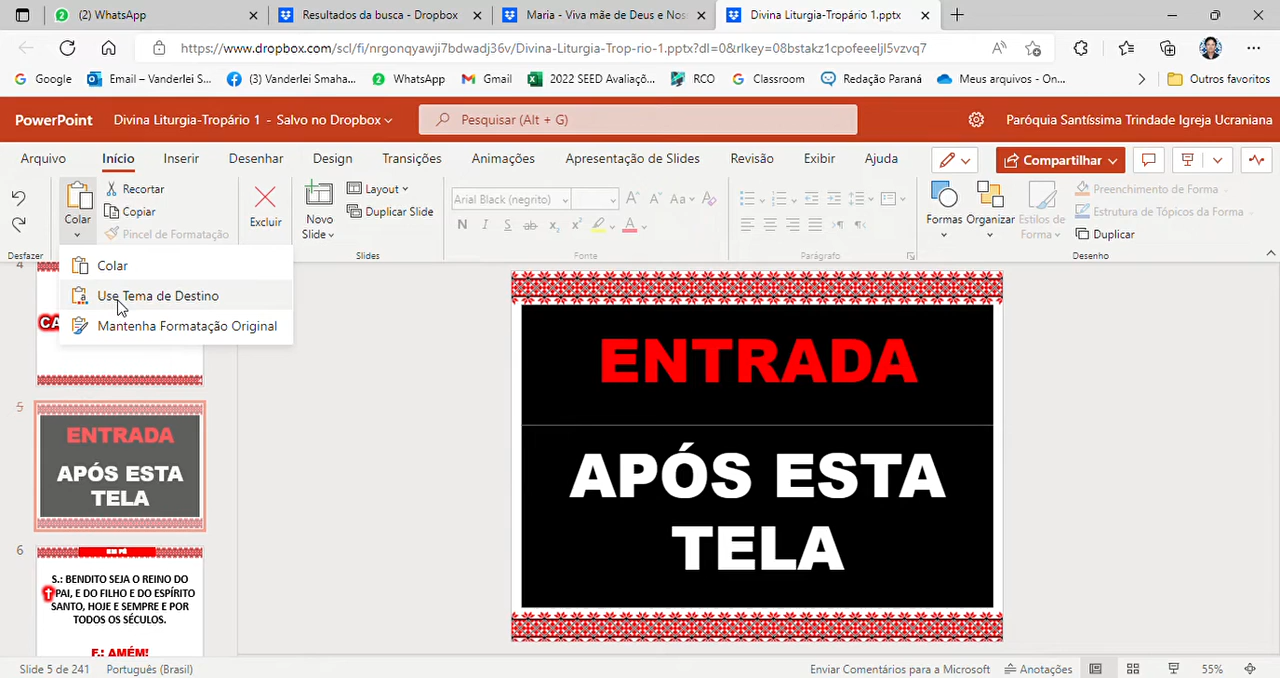 (2) WhatsApp
Resultados da busca - Dropbox
Maria - Viva mãe de Deus e Nos
Divina Liturgia-Tropário 1.pptx
https://www.dropbox.com/scl/fi/nrgonqyawji7bdwadj36v/Divina-Liturgia-Trop-rio-1.pptx?dl=0&rlkey=08bstakz1cpofeeeljl5vzvq7
Google
Email – Vanderlei S...
(3) Vanderlei Smaha...
WhatsApp
Gmail
2022 SEED Avaliaçõ...
RCO
Classroom
Redação Paraná
Meus arquivos - On...
Outros favoritos
PowerPoint
Divina Liturgia-Tropário 1 - Salvo no Dropbox
Pesquisar (Alt + G)
Paróquia Santíssima Trindade Igreja Ucraniana
Arquivo
Início
Inserir
Desenhar
Design
Transições
Animações
Apresentação de Slides
Revisão
Exibir
Ajuda
Compartilhar
Colar
Recortar
Copiar
Pincel de Formatação
Excluir
Novo
Slide
Layout
Duplicar Slide
Arial Black (negrito)
Formas
Organizar
Estilos de
Forma
Preenchimento de Forma
Estrutura de Tópicos da Forma
Duplicar
Desfazer
Slides
Fonte
Parágrafo
Desenho
Colar
Use Tema de Destino
Mantenha Formatação Original
4
CA
5
ENTRADA
APÓS ESTA
TELA
6
EM PÉ
S.: BENDITO SEJA O REINO DO
PAI, E DO FILHO E DO ESPÍRITO
SANTO, HOJE E SEMPRE E POR
TODOS OS SÉCULOS.
F.: AMÉM!
ENTRADA
APÓS ESTA
TELA
Slide 5 de 241
Português (Brasil)
Enviar Comentários para a Microsoft
Anotações
55%